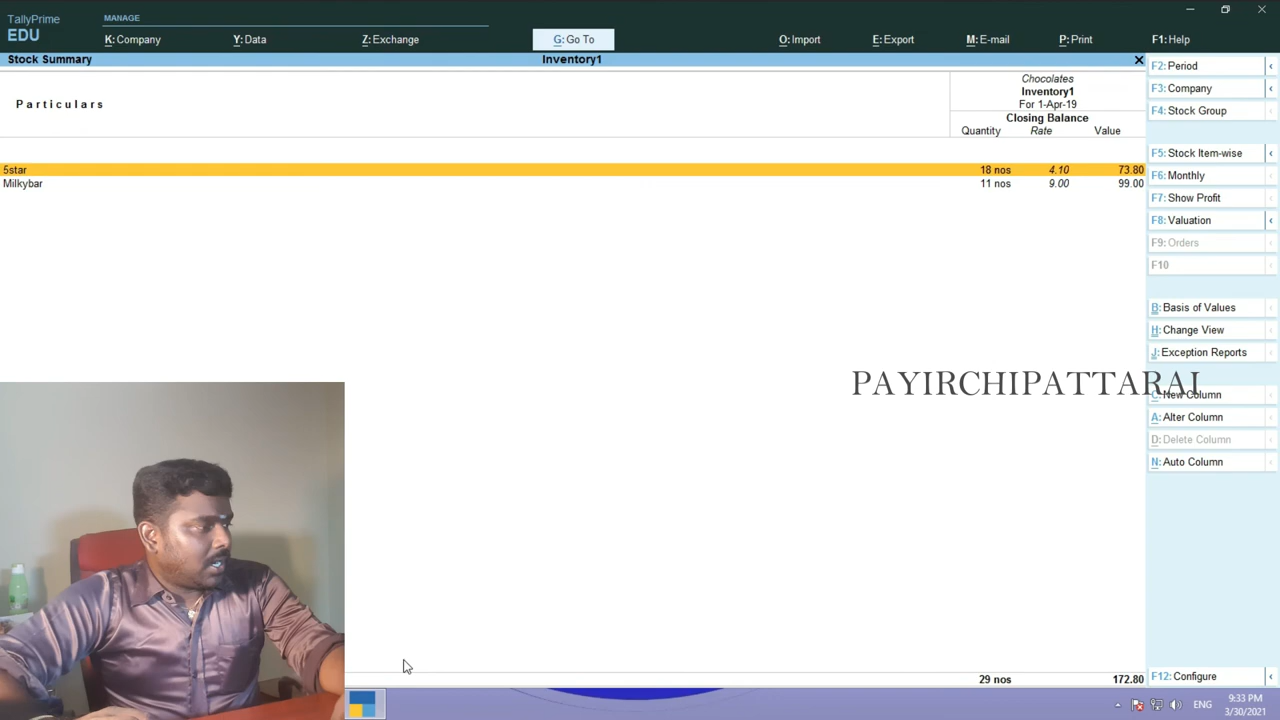 TallyPrime
EDU
MANAGE
K: Company
Y: Data
Z: Exchange
G: Go To
O: Import
E: Export
M: E-mail
P: Print
F1: Help
Stock Summary
Inventory1
Particulars
Chocolates
Inventory1
For 1-Apr-19
Closing Balance
Quantity Rate Value
5star 18 nos 4.10 73.80
Milkybar 11 nos 9.00 99.00
29 nos 172.80
F2: Period
F3: Company
F4: Stock Group
F5: Stock Item-wise
F6: Monthly
F7: Show Profit
F8: Valuation
F9: Orders
F10
B: Basis of Values
H: Change View
J: Exception Reports
PAYIRCHIPATTARAI
C: New Column
A: Alter Column
D: Delete Column
N: Auto Column
F12: Configure
ENG
9:33 PM
3/30/2021